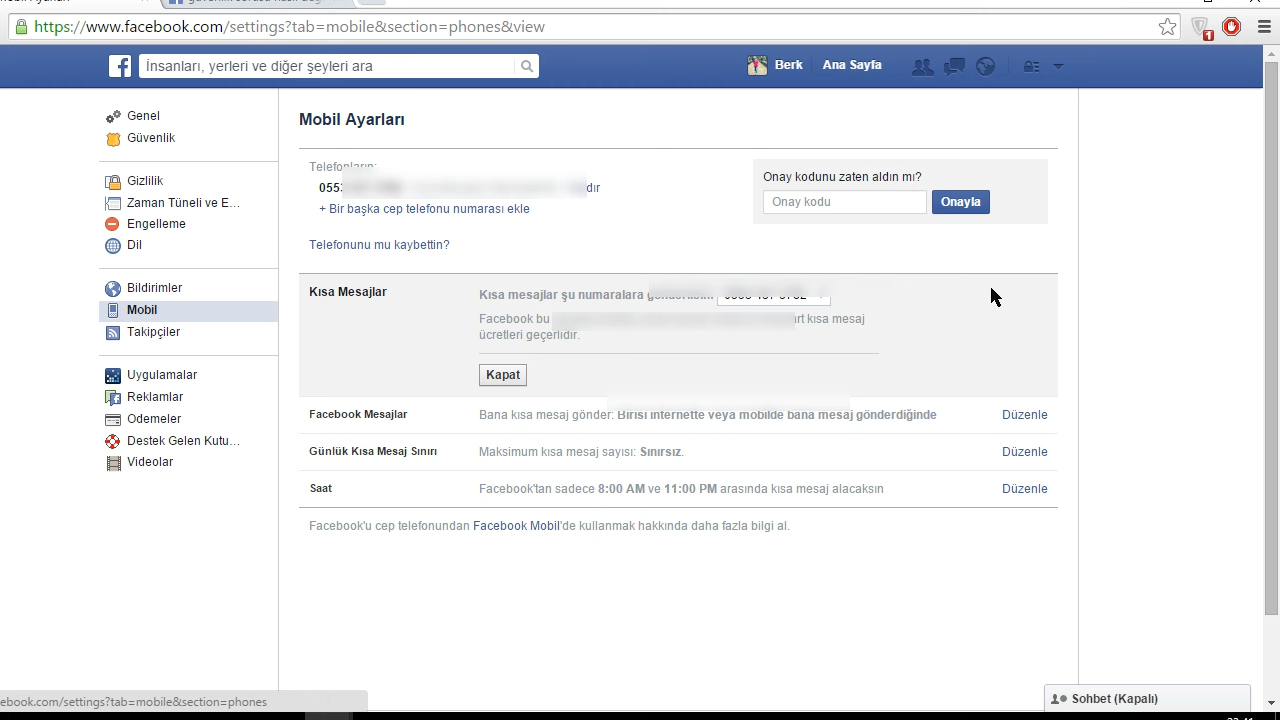 https://www.facebook.com/settings?tab=mobile&section=phones&view
1
İnsanları, yerleri ve diğer şeyleri ara
Berk
Ana Sayfa
Genel
Güvenlik
Gizlilik
Zaman Tüneli ve E...
Engelleme
Dil
Bildirimler
Mobil
Takipçiler
Uygulamalar
Reklamlar
Ödemeler
Destek Gelen Kutu...
Videolar
Mobil Ayarları
Telefonların:
+ Bir başka cep telefonu numarası ekle
Telefonunu mu kaybettin?
Onay kodunu zaten aldın mı?
Onay kodu
Onayla
Kısa Mesajlar
Kısa mesajlar şu numaralara
Facebook bu
kısa mesaj
ücretleri geçerlidir.
Kapat
Facebook Mesajlar
Bana kısa mesaj gönder: Birisi internette veya mobilde bana mesaj gönderdiğinde
Düzenle
Günlük Kısa Mesaj Sınırı
Maksimum kısa mesaj sayısı: Sınırsız.
Düzenle
Saat
Facebook'tan sadece 8:00 AM ve 11:00 PM arasında kısa mesaj alacaksın
Düzenle
Facebook'u cep telefonundan Facebook Mobil'de kullanmak hakkında daha fazla bilgi al.
ebook.com/settings?tab=mobile&section=phones
Sohbet (Kapalı)